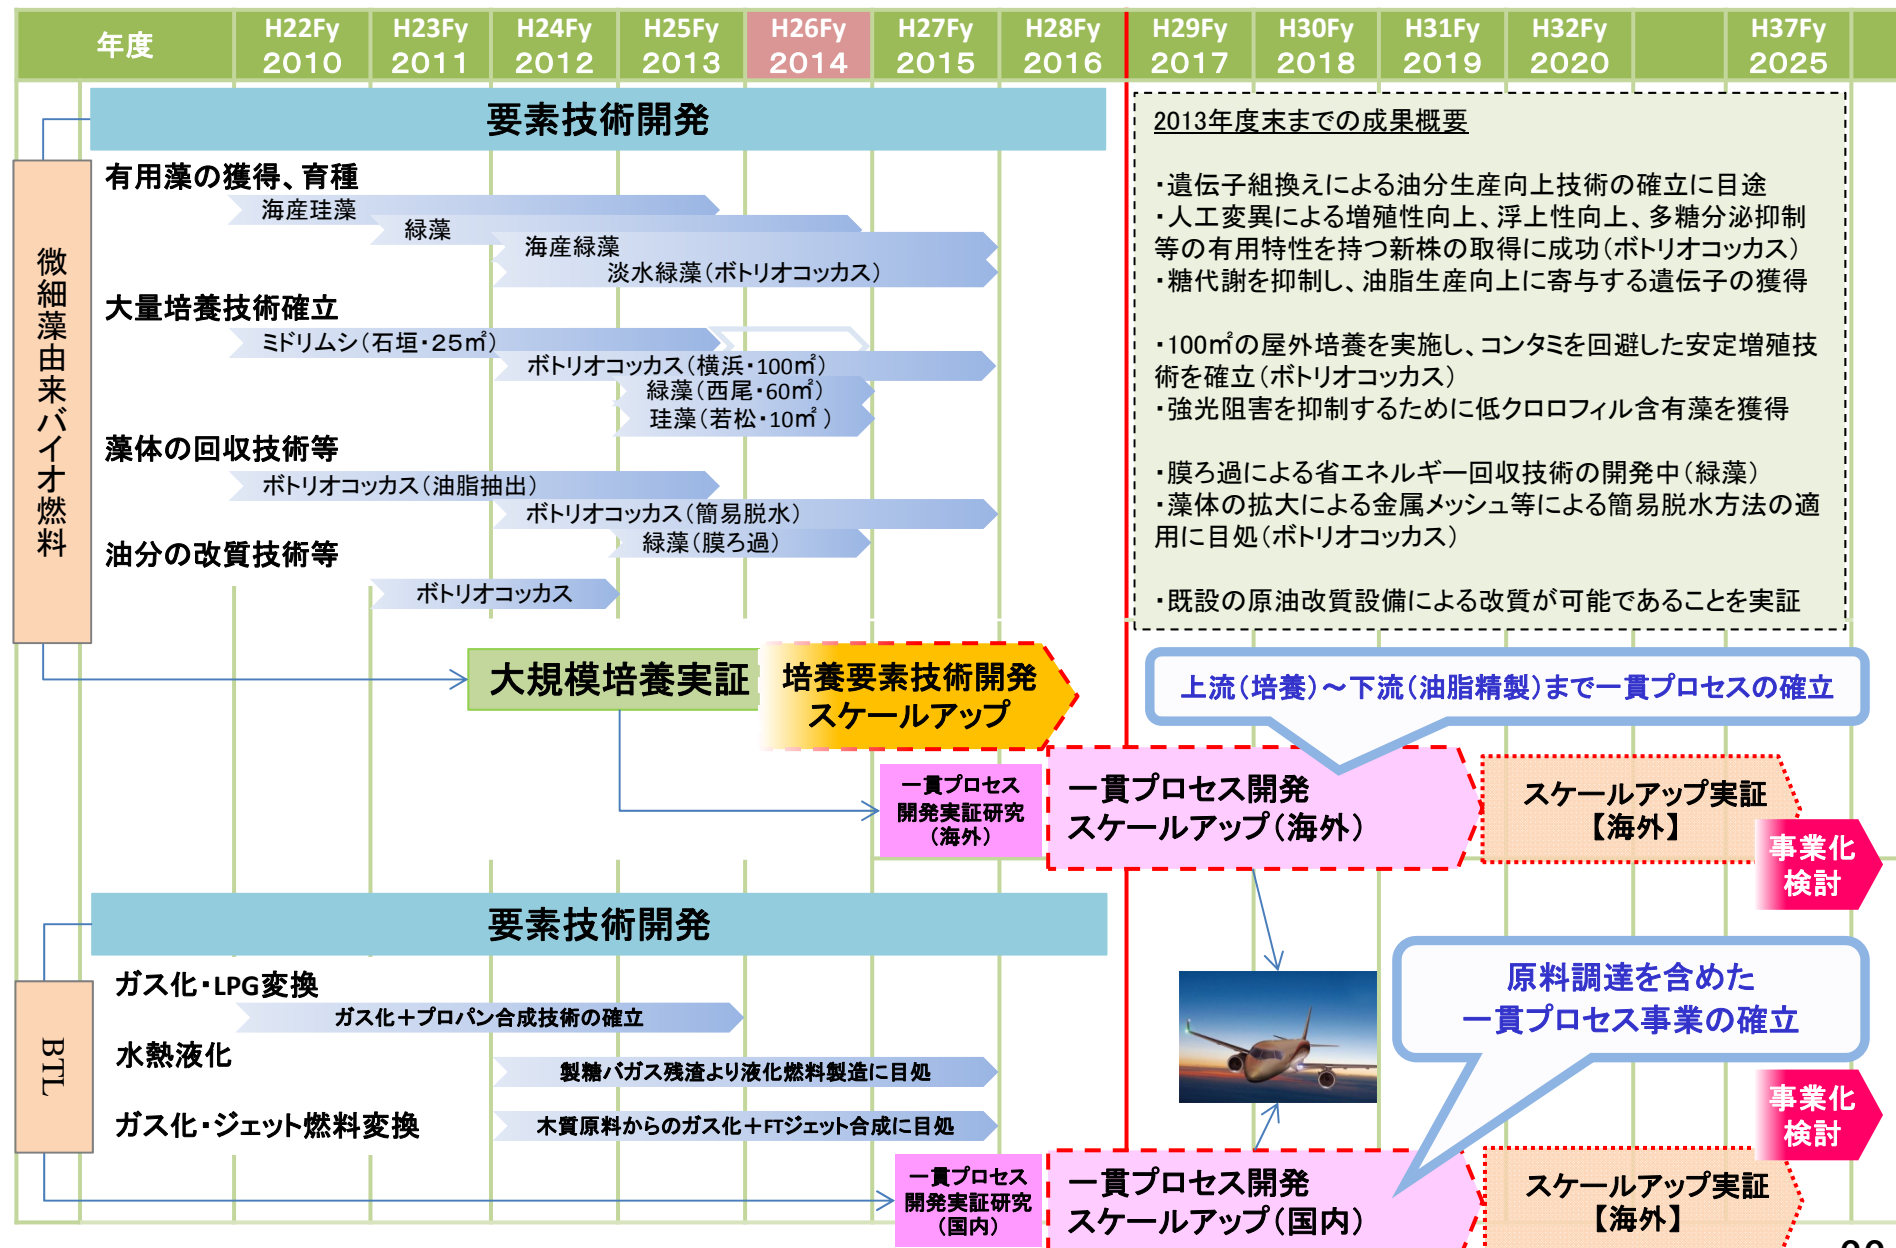 年度
H22Fy H23Fy H24Fy H25Fy H26Fy H27Fy H28Fy H29Fy H30Fy H31Fy H32Fy H37Fy
2010 2011 2012 2013 2014 2015 2016 2017 2018 2019 2020 2025
微細藻由来バイオ燃料
要素技術開発
有用藻の獲得、育種
海産珪藻
緑藻
海産緑藻
淡水緑藻(ボトリオコッカス)
大量培養技術確立
ミドリムシ(石垣・25㎡)
ボトリオコッカス(横浜・100㎡)
緑藻(西尾・60㎡)
珪藻(若松・10㎡ )
藻体の回収技術等
ボトリオコッカス(油脂抽出)
ボトリオコッカス(簡易脱水)
緑藻(膜ろ過)
油分の改質技術等
ボトリオコッカス
2013年度末までの成果概要
・遺伝子組換えによる油分生産向上技術の確立に目途
・人工変異による増殖性向上、浮上性向上、多糖分泌抑制
等の有用特性を持つ新株の取得に成功(ボトリオコッカス)
・糖代謝を抑制し、油脂生産向上に寄与する遺伝子の獲得
・100㎡の屋外培養を実施し、コンタミを回避した安定増殖技
術を確立(ボトリオコッカス)
・強光阻害を抑制するために低クロロフィル含有藻を獲得
・膜ろ過による省エネルギー回収技術の開発中(緑藻)
・藻体の拡大による金属メッシュ等による簡易脱水方法の適
用に目処(ボトリオコッカス)
・既設の原油改質設備による改質が可能であることを実証
大規模培養実証
培養要素技術開発
スケールアップ
上流(培養)～下流(油脂精製)まで一貫プロセスの確立
一貫プロセス
開発実証研究
(海外)
一貫プロセス開発
スケールアップ(海外)
スケールアップ実証
【海外】
事業化
検討
BTL
要素技術開発
ガス化・LPG変換
ガス化＋プロパン合成技術の確立
水熱液化
製糖バガス残渣より液化燃料製造に目処
ガス化・ジェット燃料変換
木質原料からのガス化＋FTジェット合成に目処
原料調達を含めた
一貫プロセス事業の確立
事業化
検討
一貫プロセス
開発実証研究
(国内)
一貫プロセス開発
スケールアップ(国内)
スケールアップ実証
【海外】